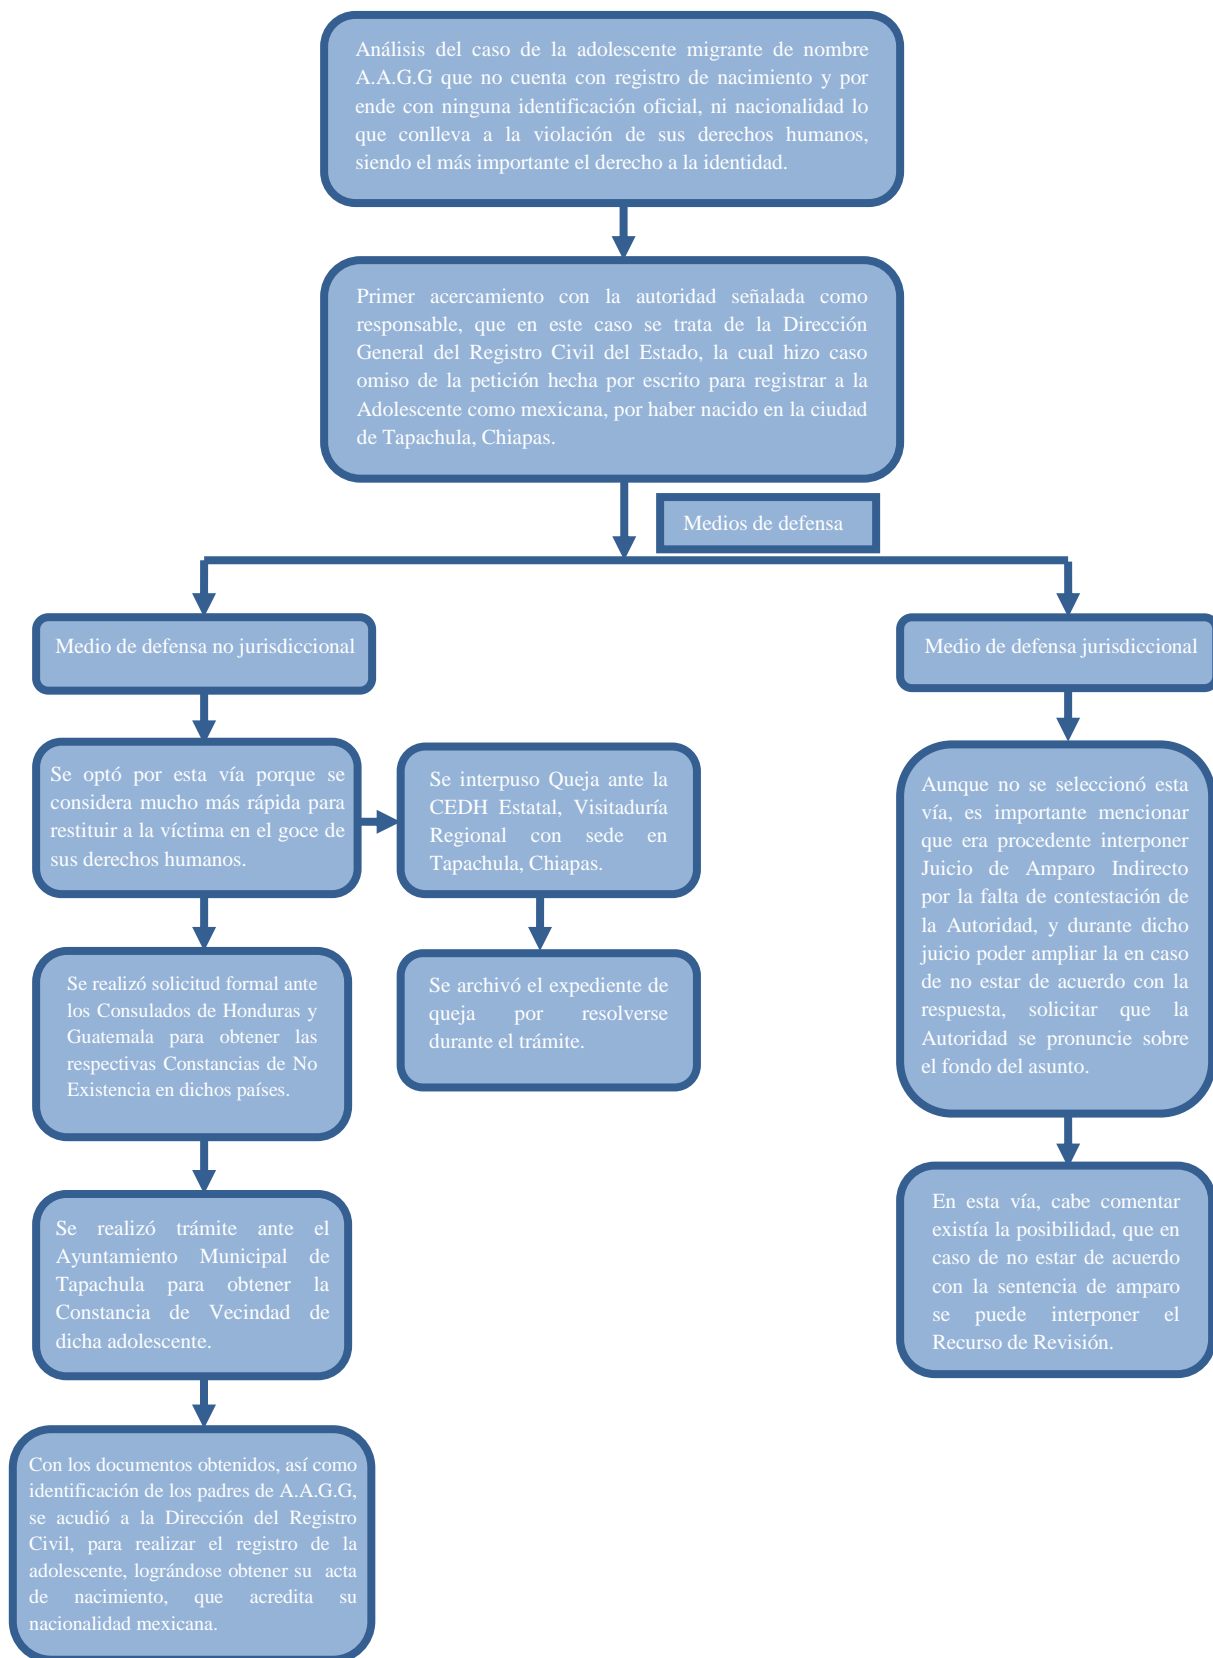 Análisis del caso de la adolescente migrante de nombre
A.A.G.G que no cuenta con registro de nacimiento y por
ende con ninguna identificación oficial, ni nacionalidad lo
que conlleva a la violación de sus derechos humanos,
siendo el más importante el derecho a la identidad.
Primer acercamiento con la autoridad señalada como
responsable, que en este caso se trata de la Dirección
General del Registro Civil del Estado, la cual hizo caso
omiso de la petición hecha por escrito para registrar a la
Adolescente como mexicana, por haber nacido en la ciudad
de Tapachula, Chiapas.
Medios de defensa
Medio de defensa no jurisdiccional
Se optó por esta vía porque se
considera mucho más rápida para
restituir a la víctima en el goce de
sus derechos humanos.
Se interpuso Queja ante la
CEDH Estatal, Visitaduría
Regional con sede en
Tapachula, Chiapas.
Se archivó el expediente de
queja por resolverse
durante el trámite.
Se realizó solicitud formal ante
los Consulados de Honduras y
Guatemala para obtener las
respectivas Constancias de No
Existencia en dichos países.
Se realizó trámite ante el
Ayuntamiento Municipal de
Tapachula para obtener la
Constancia de Vecindad de
dicha adolescente.
Con los documentos obtenidos, así como
identificación de los padres de A.A.G.G,
se acudió a la Dirección del Registro
Civil, para realizar el registro de la
adolescente, lográndose obtener su acta
de nacimiento, que acredita su
nacionalidad mexicana.
Medio de defensa jurisdiccional
Aunque no se seleccionó esta
vía, es importante mencionar
que era procedente interponer
Juicio de Amparo Indirecto
por la falta de contestación de
la Autoridad, y durante dicho
juicio poder ampliar la en caso
de no estar de acuerdo con la
respuesta, solicitar que la
Autoridad se pronuncie sobre
el fondo del asunto.
En esta vía, cabe comentar
existía la posibilidad, que en
caso de no estar de acuerdo
con la sentencia de amparo
se puede interponer el
Recurso de Revisión.